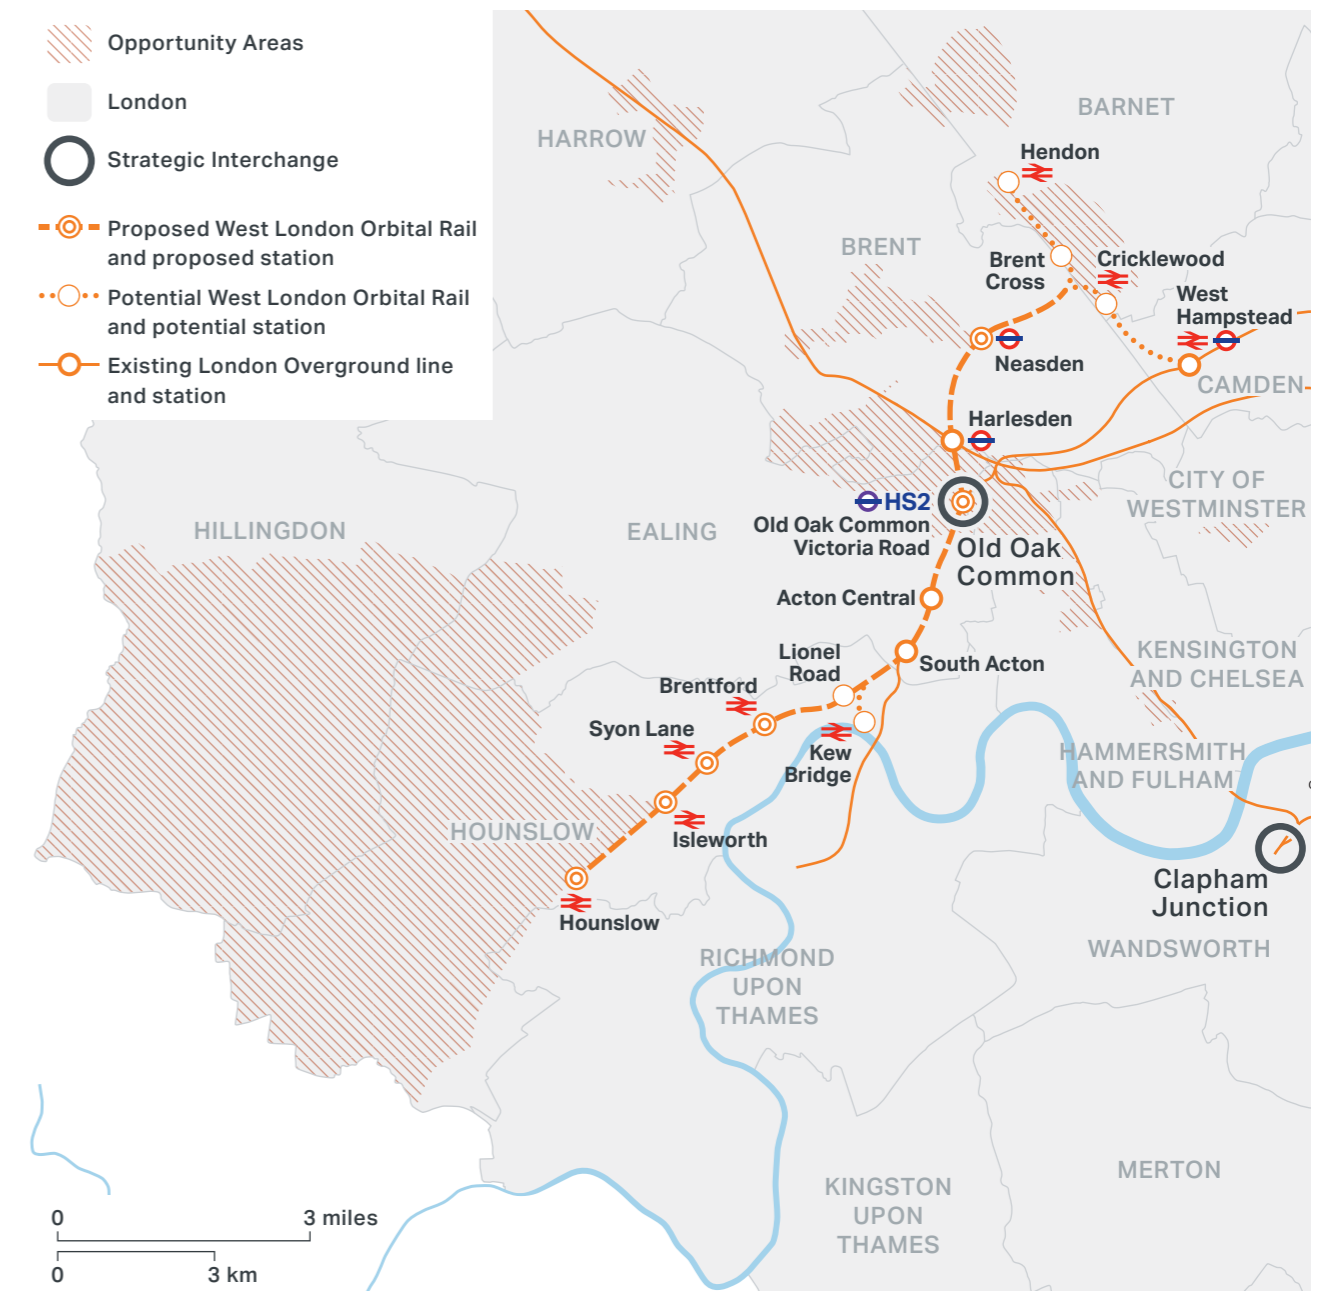 Opportunity Areas
London
Strategic Interchange
Proposed West London Orbital Rail
and proposed station
Potential West London Orbital Rail
and potential station
Existing London Overground line
and station
HARROW
BARNET
Hendon
BRENT
Brent
Cross
Cricklewood
West
Hampstead
Neasden
CAMDEN
Harlesden
CITY OF
WESTMINSTER
HS2
Old Oak Common
Victoria Road
Old Oak
Common
HILLINGDON
EALING
Acton Central
Lionel
Road
South Acton
KENSINGTON
AND CHELSEA
Brentford
Syon Lane
Kew
Bridge
HAMMERSMITH
AND FULHAM
HOUNSLOW
Isleworth
Hounslow
Clapham
Junction
WANDSWORTH
RICHMOND
UPON
THAMES
MERTON
KINGSTON
UPON
THAMES
0 3 miles
0 3 km